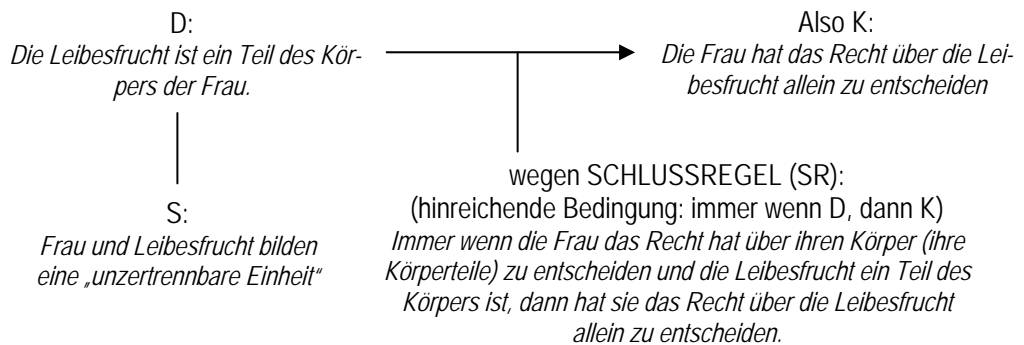 D:
Die Leibesfrucht ist ein Teil des Kör-
pers der Frau.
Also K:
Die Frau hat das Recht über die Lei-
besfrucht allein zu entscheiden
S:
Frau und Leibesfrucht bilden
eine „unzertrennbare Einheit“
wegen SCHLUSSREGEL (SR):
(hinreichende Bedingung: immer wenn D, dann K)
Immer wenn die Frau das Recht hat über ihren Körper (ihre
Körperteile) zu entscheiden und die Leibesfrucht ein Teil des
Körpers ist, dann hat sie das Recht über die Leibesfrucht
allein zu entscheiden.